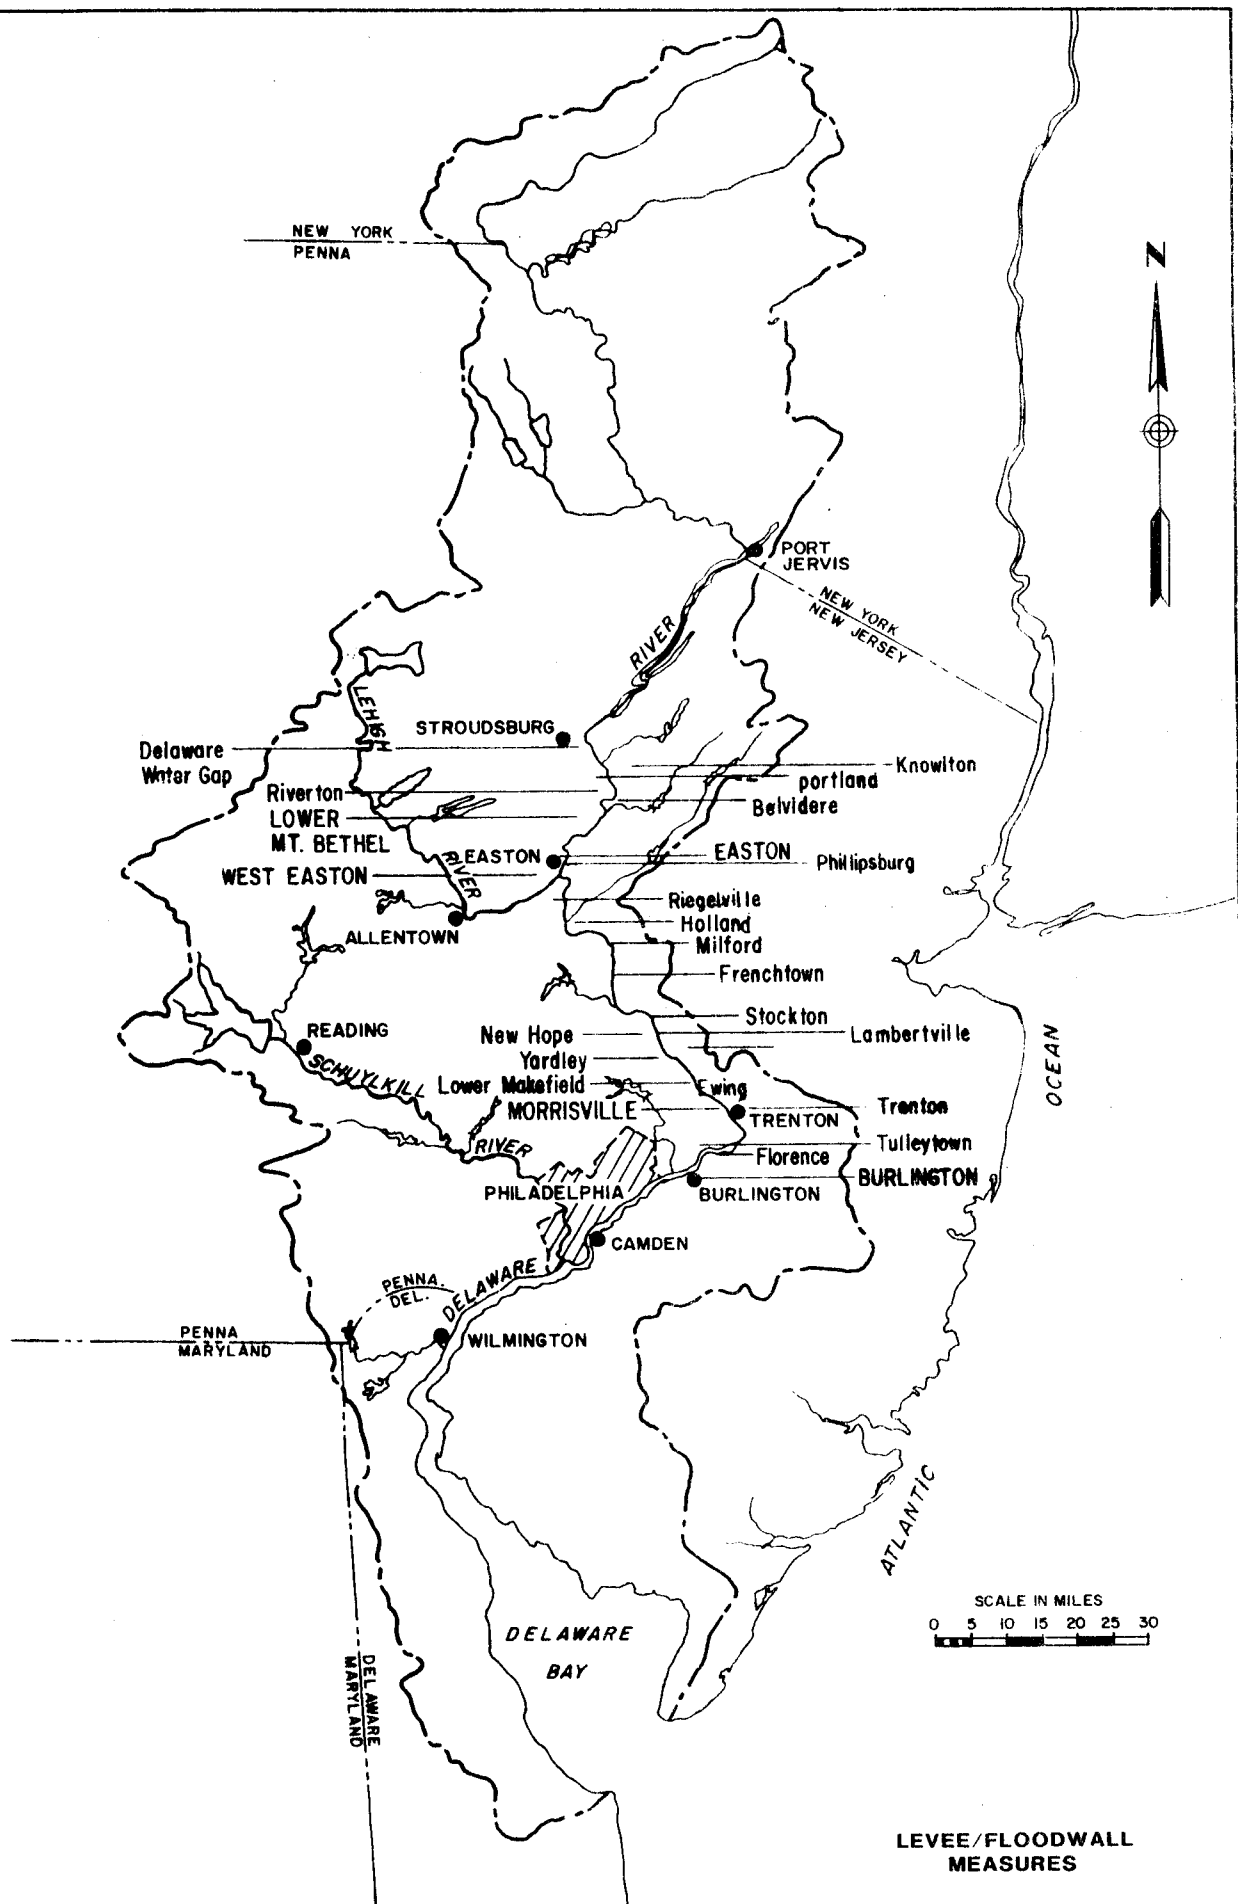 NEW YORK
PENNA
N
PORT
JERVIS
NEW YORK
NEW JERSEY
RIVER
LEHIGH
STROUDSBURG
Delaware
Water Gap
Knowlton
portland
Riverton
Belvidere
LOWER
MT. BETHEL
RIVER
EASTON
EASTON
Phillipsburg
WEST EASTON
Riegelville
Holland
ALLENTOWN
Milford
Frenchtown
Stockton
READING
New Hope
Lambertville
OCEAN
Yardley
SCHUYLKILL
Lower Makefield
Ewing
MORRISVILLE
Trenton
TRENTON
RIVER
Tulleytown
Florence
PHILADELPHIA
BURLINGTON
BURLINGTON
CAMDEN
DELAWARE
PENNA.
DEL.
PENNA
MARYLAND
WILMINGTON
ATLANTIC
SCALE IN MILES
0 5 10 15 20 25 30
DELAWARE
BAY
DELAWARE
MARYLAND
LEVEE/FLOODWALL
MEASURES